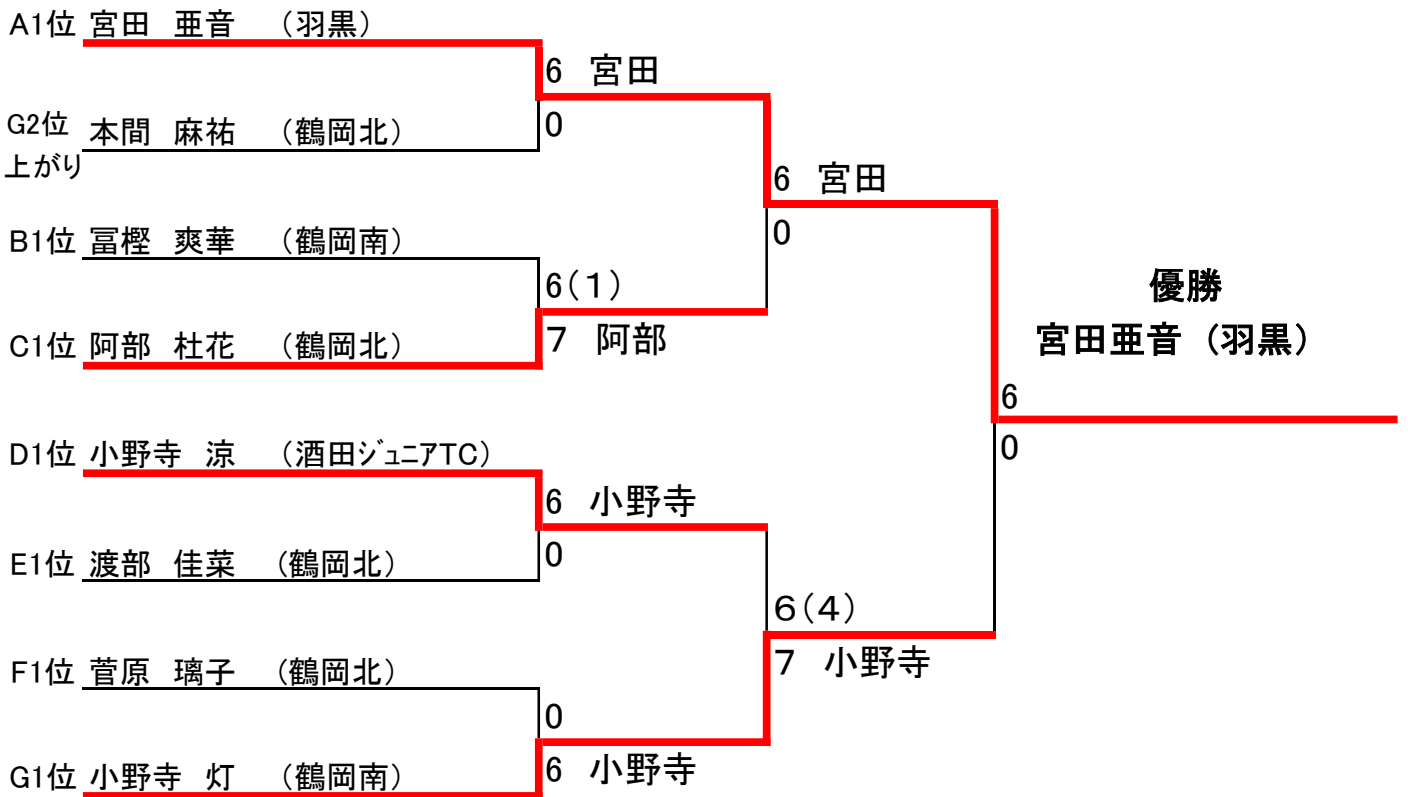 A1位 宮田 亜音 （羽黒）
6 宮田
G2位
上がり
本間 麻祐 （鶴岡北）
0
6 宮田
B1位 冨樫 爽華 （鶴岡南）
0
6(1)
優勝
C1位 阿部 杜花 （鶴岡北）
7 阿部
宮田亜音（羽黒）
6
D1位 小野寺 涼 （酒田ｼﾞｭﾆｱTC）
0
6 小野寺
E1位 渡部 佳菜 （鶴岡北）
0
6(4)
F1位 菅原 璃子 （鶴岡北）
7 小野寺
0
G1位 小野寺 灯 （鶴岡南）
6 小野寺